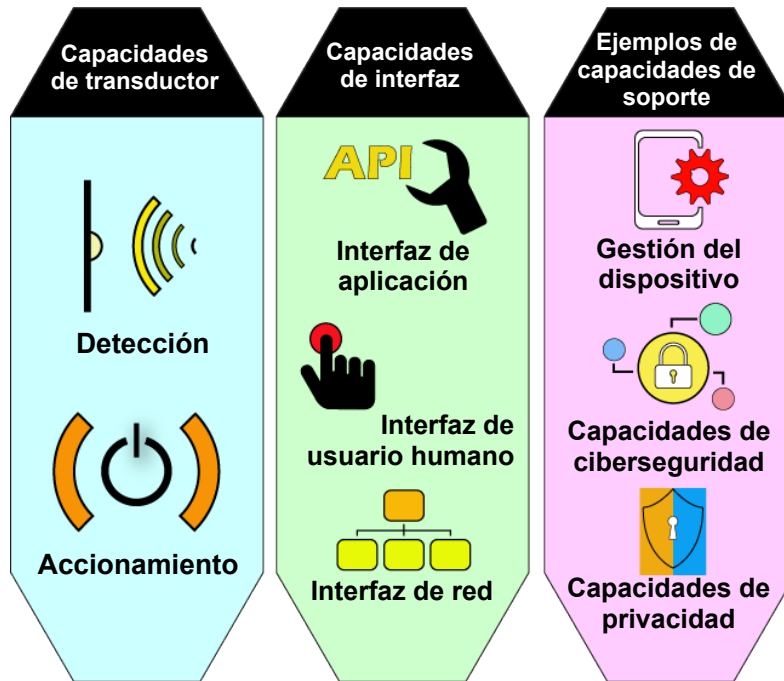 Capacidades
de transductor
Detección
Accionamiento
Capacidades
de interfaz
API
Interfaz de
aplicación
Interfaz de
usuario humano
Interfaz de red
Ejemplos de
capacidades de
soporte
Gestión del
dispositivo
Capacidades de
ciberseguridad
Capacidades de
privacidad